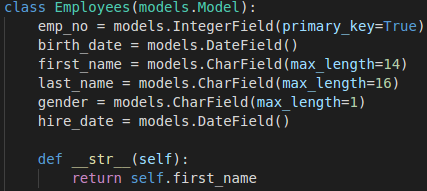 class Employees(models.Model):
    emp_no = models.IntegerField(primary_key=True)
    birth_date = models.DateField()
    first_name = models.CharField(max_length=14)
    last_name = models.CharField(max_length=16)
    gender = models.CharField(max_length=1)
    hire_date = models.DateField()

    def __str__(self):
        return self.first_name